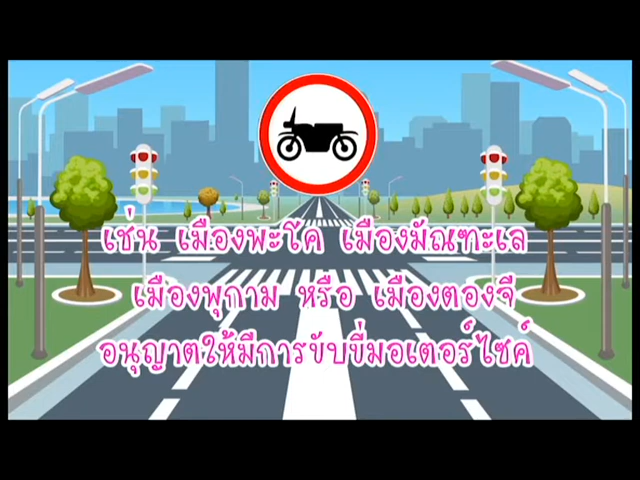 เช่น เมืองพะโค เมืองมัณฑะเล
เมืองพุกาม หรือ เมืองตองจี
อนุญาตให้มีการขับขี่มอเตอร์ไซค์